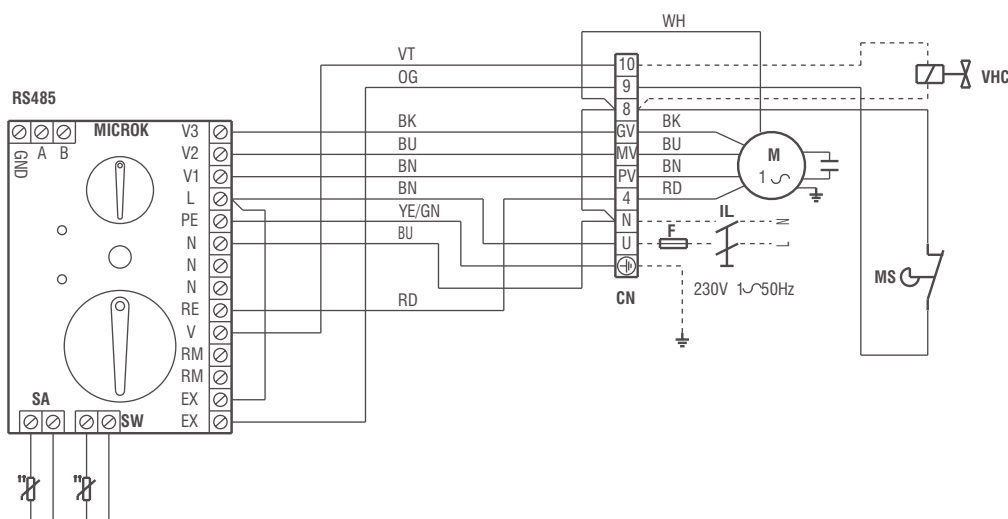 WH
VT
10
OG
9
VHC
RS485
8
MICROK
V3
BK
GV
BK
GND
A
B
V2
BU
MV
BU
M
1
V1
BN
PV
BN
L
BN
4
RD
PE
YE/GN
N
IL
N
N
BU
U
F
L
N
N
CN
230V 1 50Hz
MS
RE
RD
V
RM
RM
SA
EX
SW
EX